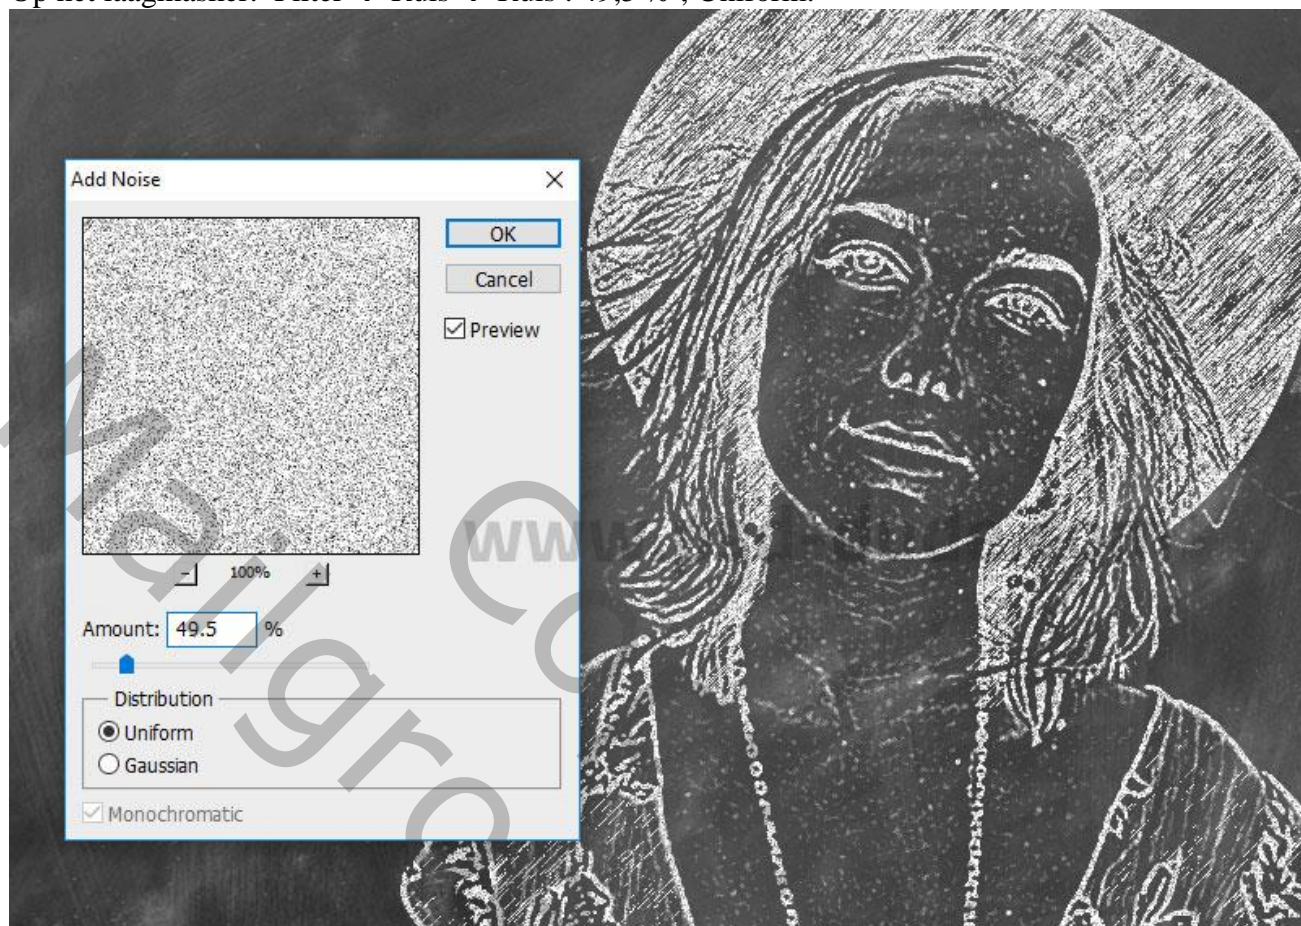 Add Noise
OK
Cancel
Preview
100%
Amount: 49.5 %
Distribution
Uniform
Gaussian
Monochromatic